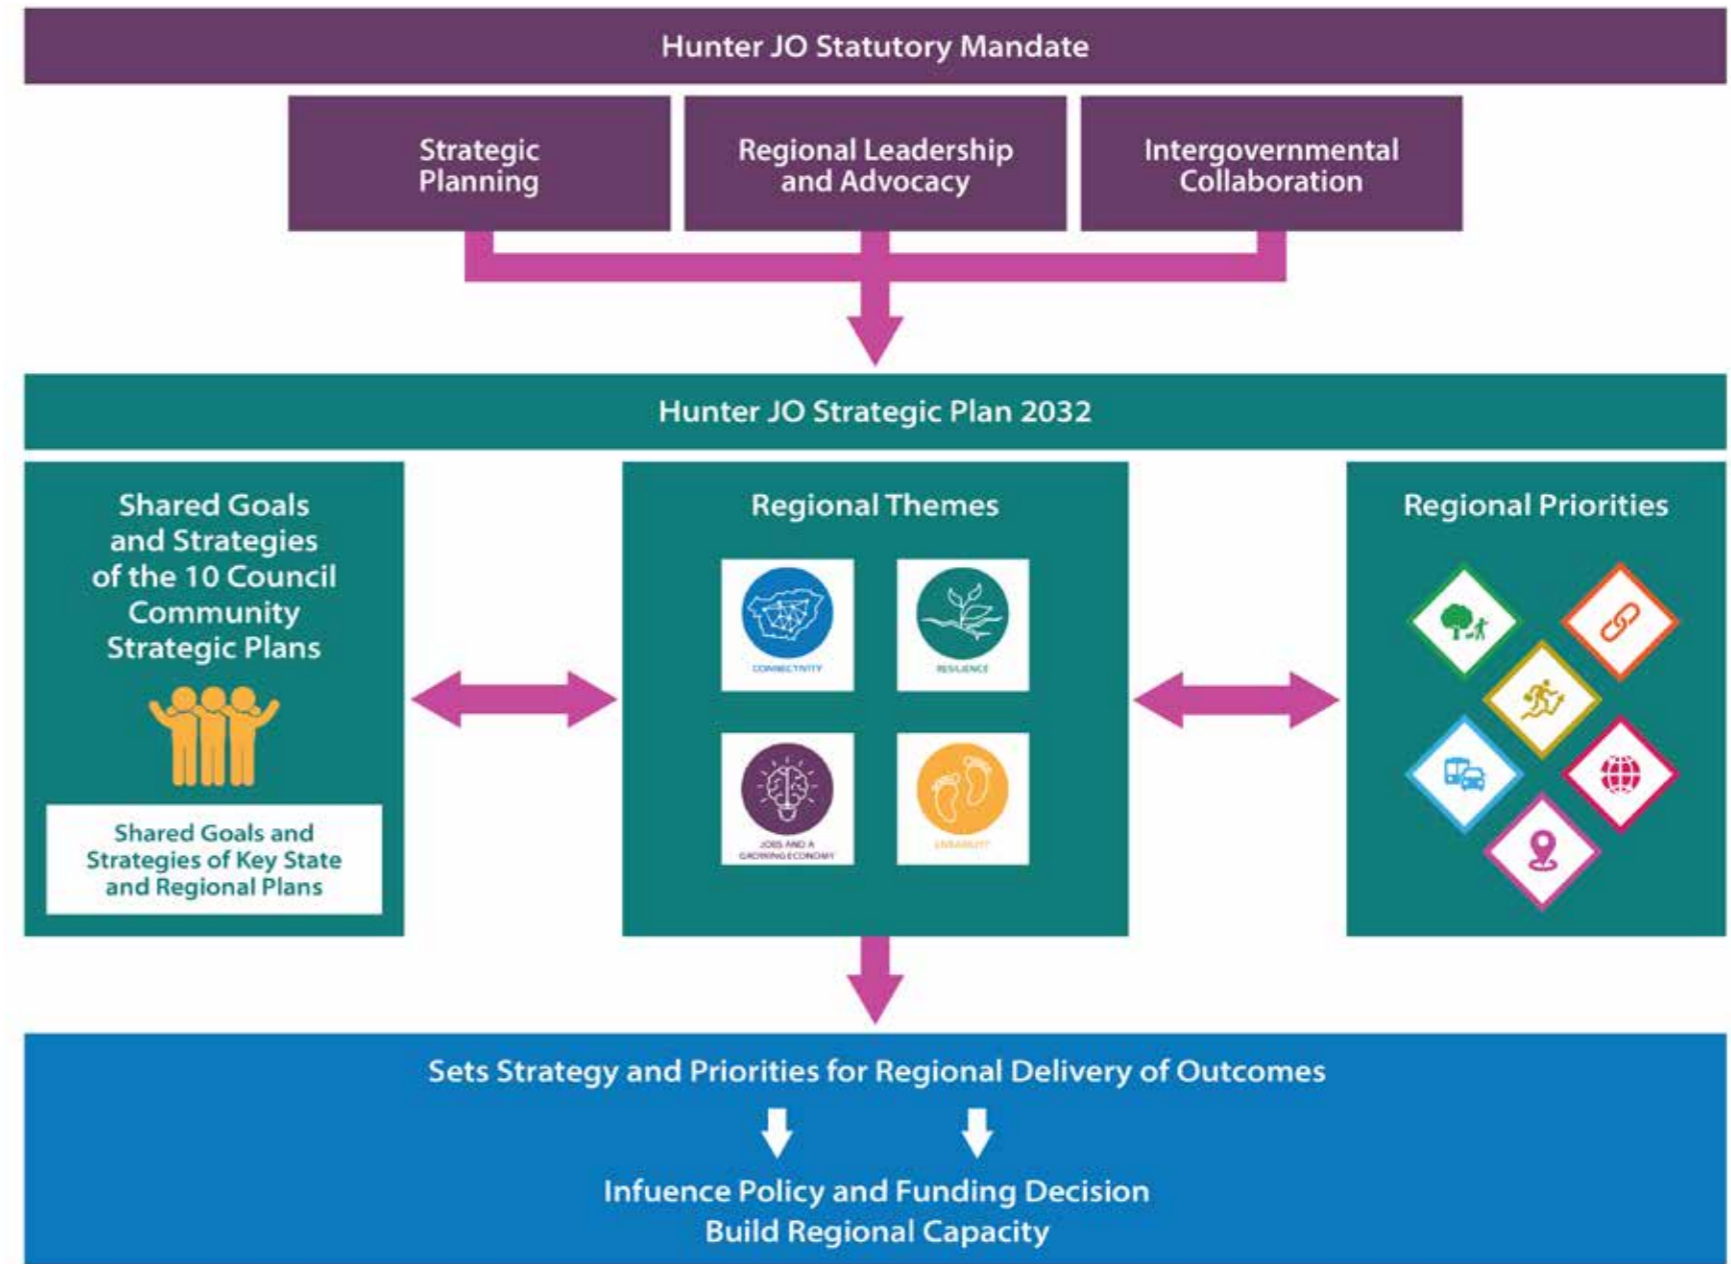 Hunter JO Statutory Mandate
Strategic
Planning
Regional Leadership
and Advocacy
Intergovernmental
Collaboration
Hunter JO Strategic Plan 2032
Shared Goals
and Strategies
of the 10 Council
Community
Strategic Plans
Shared Goals and
Strategies of Key State
and Regional Plans
Regional Themes
CONNECTIVITY
RESILIENCE
JOBS AND A
GROWING ECONOMY
LIVEABILITY
Regional Priorities
Sets Strategy and Priorities for Regional Delivery of Outcomes
Infuence Policy and Funding Decision
Build Regional Capacity